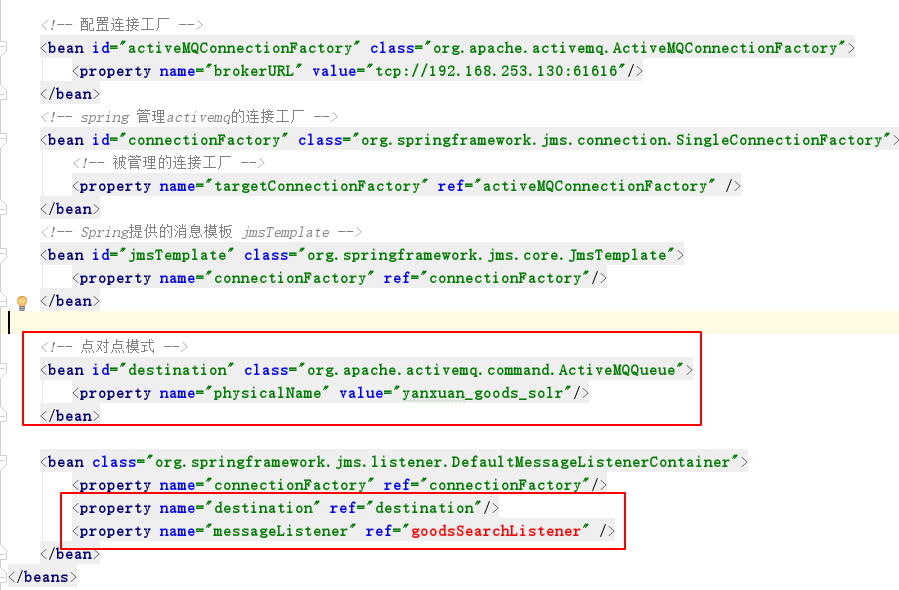 <!-- 配置连接工厂 -->
<bean id="activeMQConnectionFactory" class="org.apache.activemq.ActiveMQConnectionFactory">
<property name="brokerURL" value="tcp://192.168.253.130:61616"/>
</bean>
<!-- spring 管理activemq的连接工厂 -->
<bean id="connectionFactory" class="org.springframework.jms.connection.SingleConnectionFactory">
<!-- 被管理的连接工厂 -->
<property name="targetConnectionFactory" ref="activeMQConnectionFactory" />
</bean>
<!-- Spring提供的消息模板 jmsTemplate -->
<bean id="jmsTemplate" class="org.springframework.jms.core.JmsTemplate">
<property name="connectionFactory" ref="connectionFactory"/>
</bean>
<!-- 点对点模式 -->
<bean id="destination" class="org.apache.activemq.command.ActiveMQQueue">
<property name="physicalName" value="yanxuan_goods_solr"/>
</bean>
<bean class="org.springframework.jms.listener.DefaultMessageListenerContainer">
<property name="connectionFactory" ref="connectionFactory"/>
<property name="destination" ref="destination"/>
<property name="messageListener" ref="goodsSearchListener" />
</bean>
</beans>